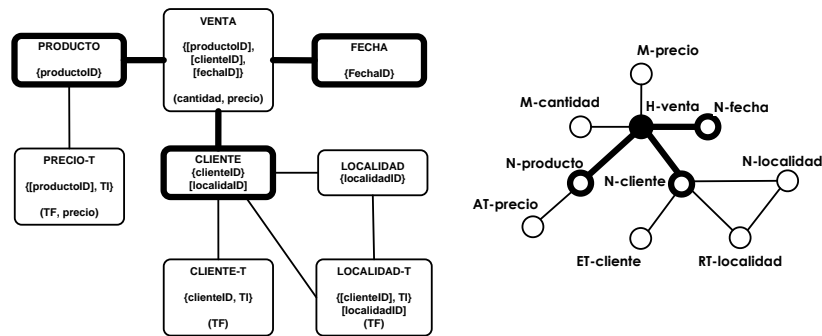 VENTA
{[productoID],
[clienteID],
[fechaID]}
(cantidad, precio)
PRODUCTO
{productoID}
FECHA
{FechaID}
PRECIO-T
{[productoID], TI}
(TF, precio)
CLIENTE
{clienteID}
[localidaID]
LOCALIDAD
{localidadID}
CLIENTE-T
{clienteID, TI}
(TF)
LOCALIDAD-T
{[clienteID], TI}
[localidadID]
(TF)
M-precio
M-cantidad
H-venta
N-fecha
N-producto
N-cliente
N-localidad
AT-precio
ET-cliente
RT-localidad